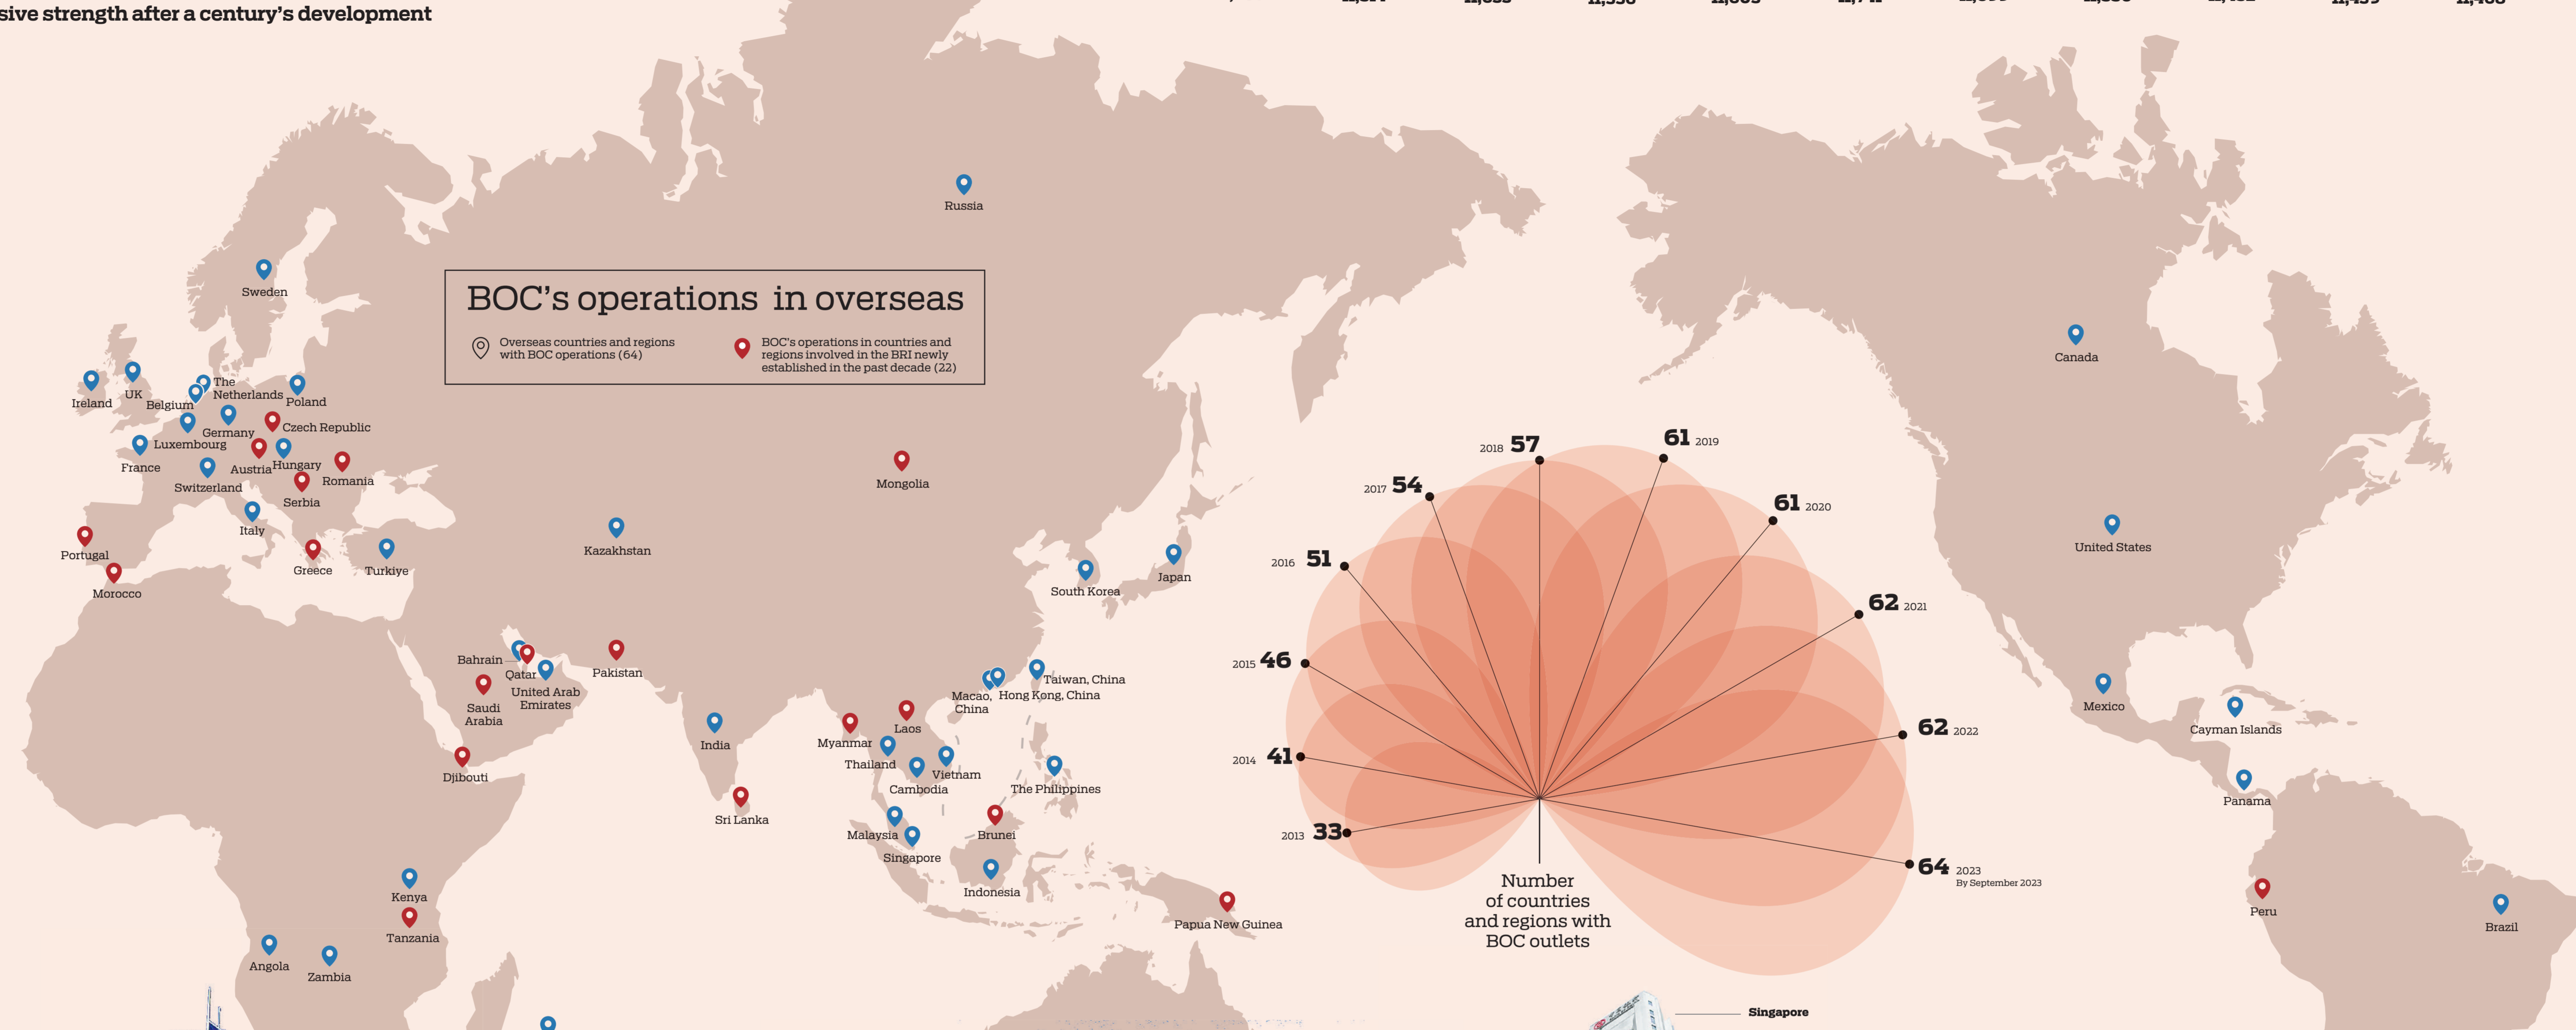 sive strength after a century's development
Russia
Sweden
BOC's operations in overseas
Overseas countries and regions
with BOC operations (64)
BOC's operations in countries and
regions involved in the BRI newly
established in the past decade (22)
Canada
Ireland
UK
Belgium
The
Netherlands
Poland
Germany
Czech Republic
Luxembourg
France
Austria
Hungary
Switzerland
Romania
Serbia
Italy
Portugal
Greece
Turkiye
Morocco
Mongolia
Kazakhstan
South Korea
Japan
United States
Bahrain
Qatar
United Arab
Emirates
Saudi
Arabia
Pakistan
Macao,
China
Hong Kong, China
Taiwan, China
India
Myanmar
Laos
Thailand
Vietnam
Cambodia
The Philippines
Djibouti
Sri Lanka
Malaysia
Singapore
Brunei
Indonesia
Papua New Guinea
Kenya
Tanzania
Angola
Zambia
Mexico
Cayman Islands
Panama
Peru
Brazil
2013 33
2014 41
2015 46
2016 51
2017 54
2018 57
61 2019
61 2020
62 2021
62 2022
64 2023
By September 2023
Number
of countries
and regions with
BOC outlets
Singapore